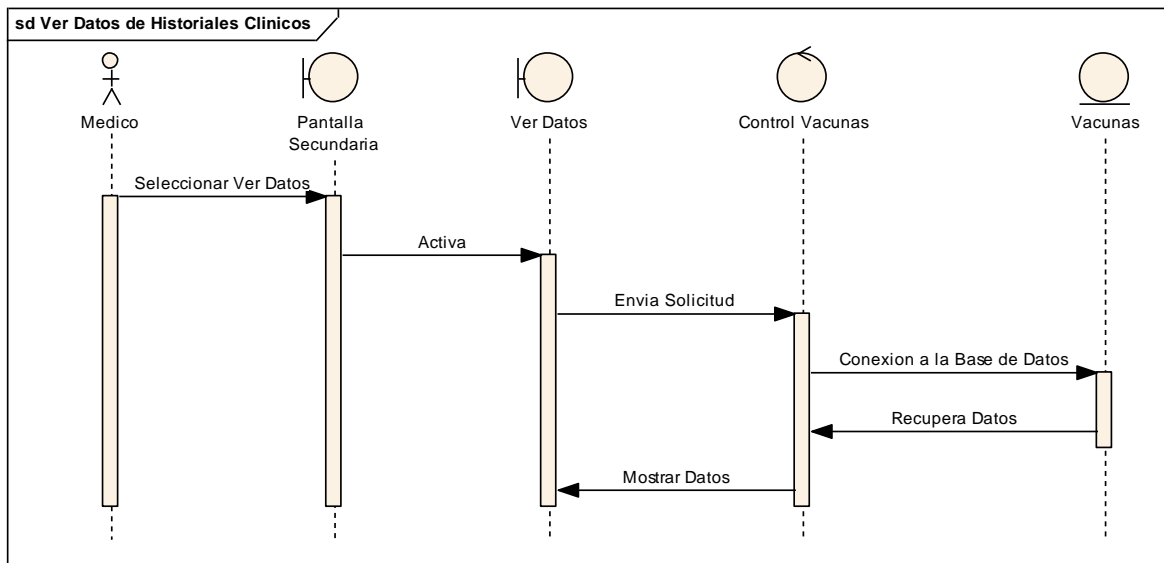 sd Ver Datos de Historiales Clinicos
Medico
Pantalla
Secundaria
Ver Datos
Control Vacunas
Vacunas
Seleccionar Ver Datos
Activa
Envia Solicitud
Conexion a la Base de Datos
Recupera Datos
Mostrar Datos